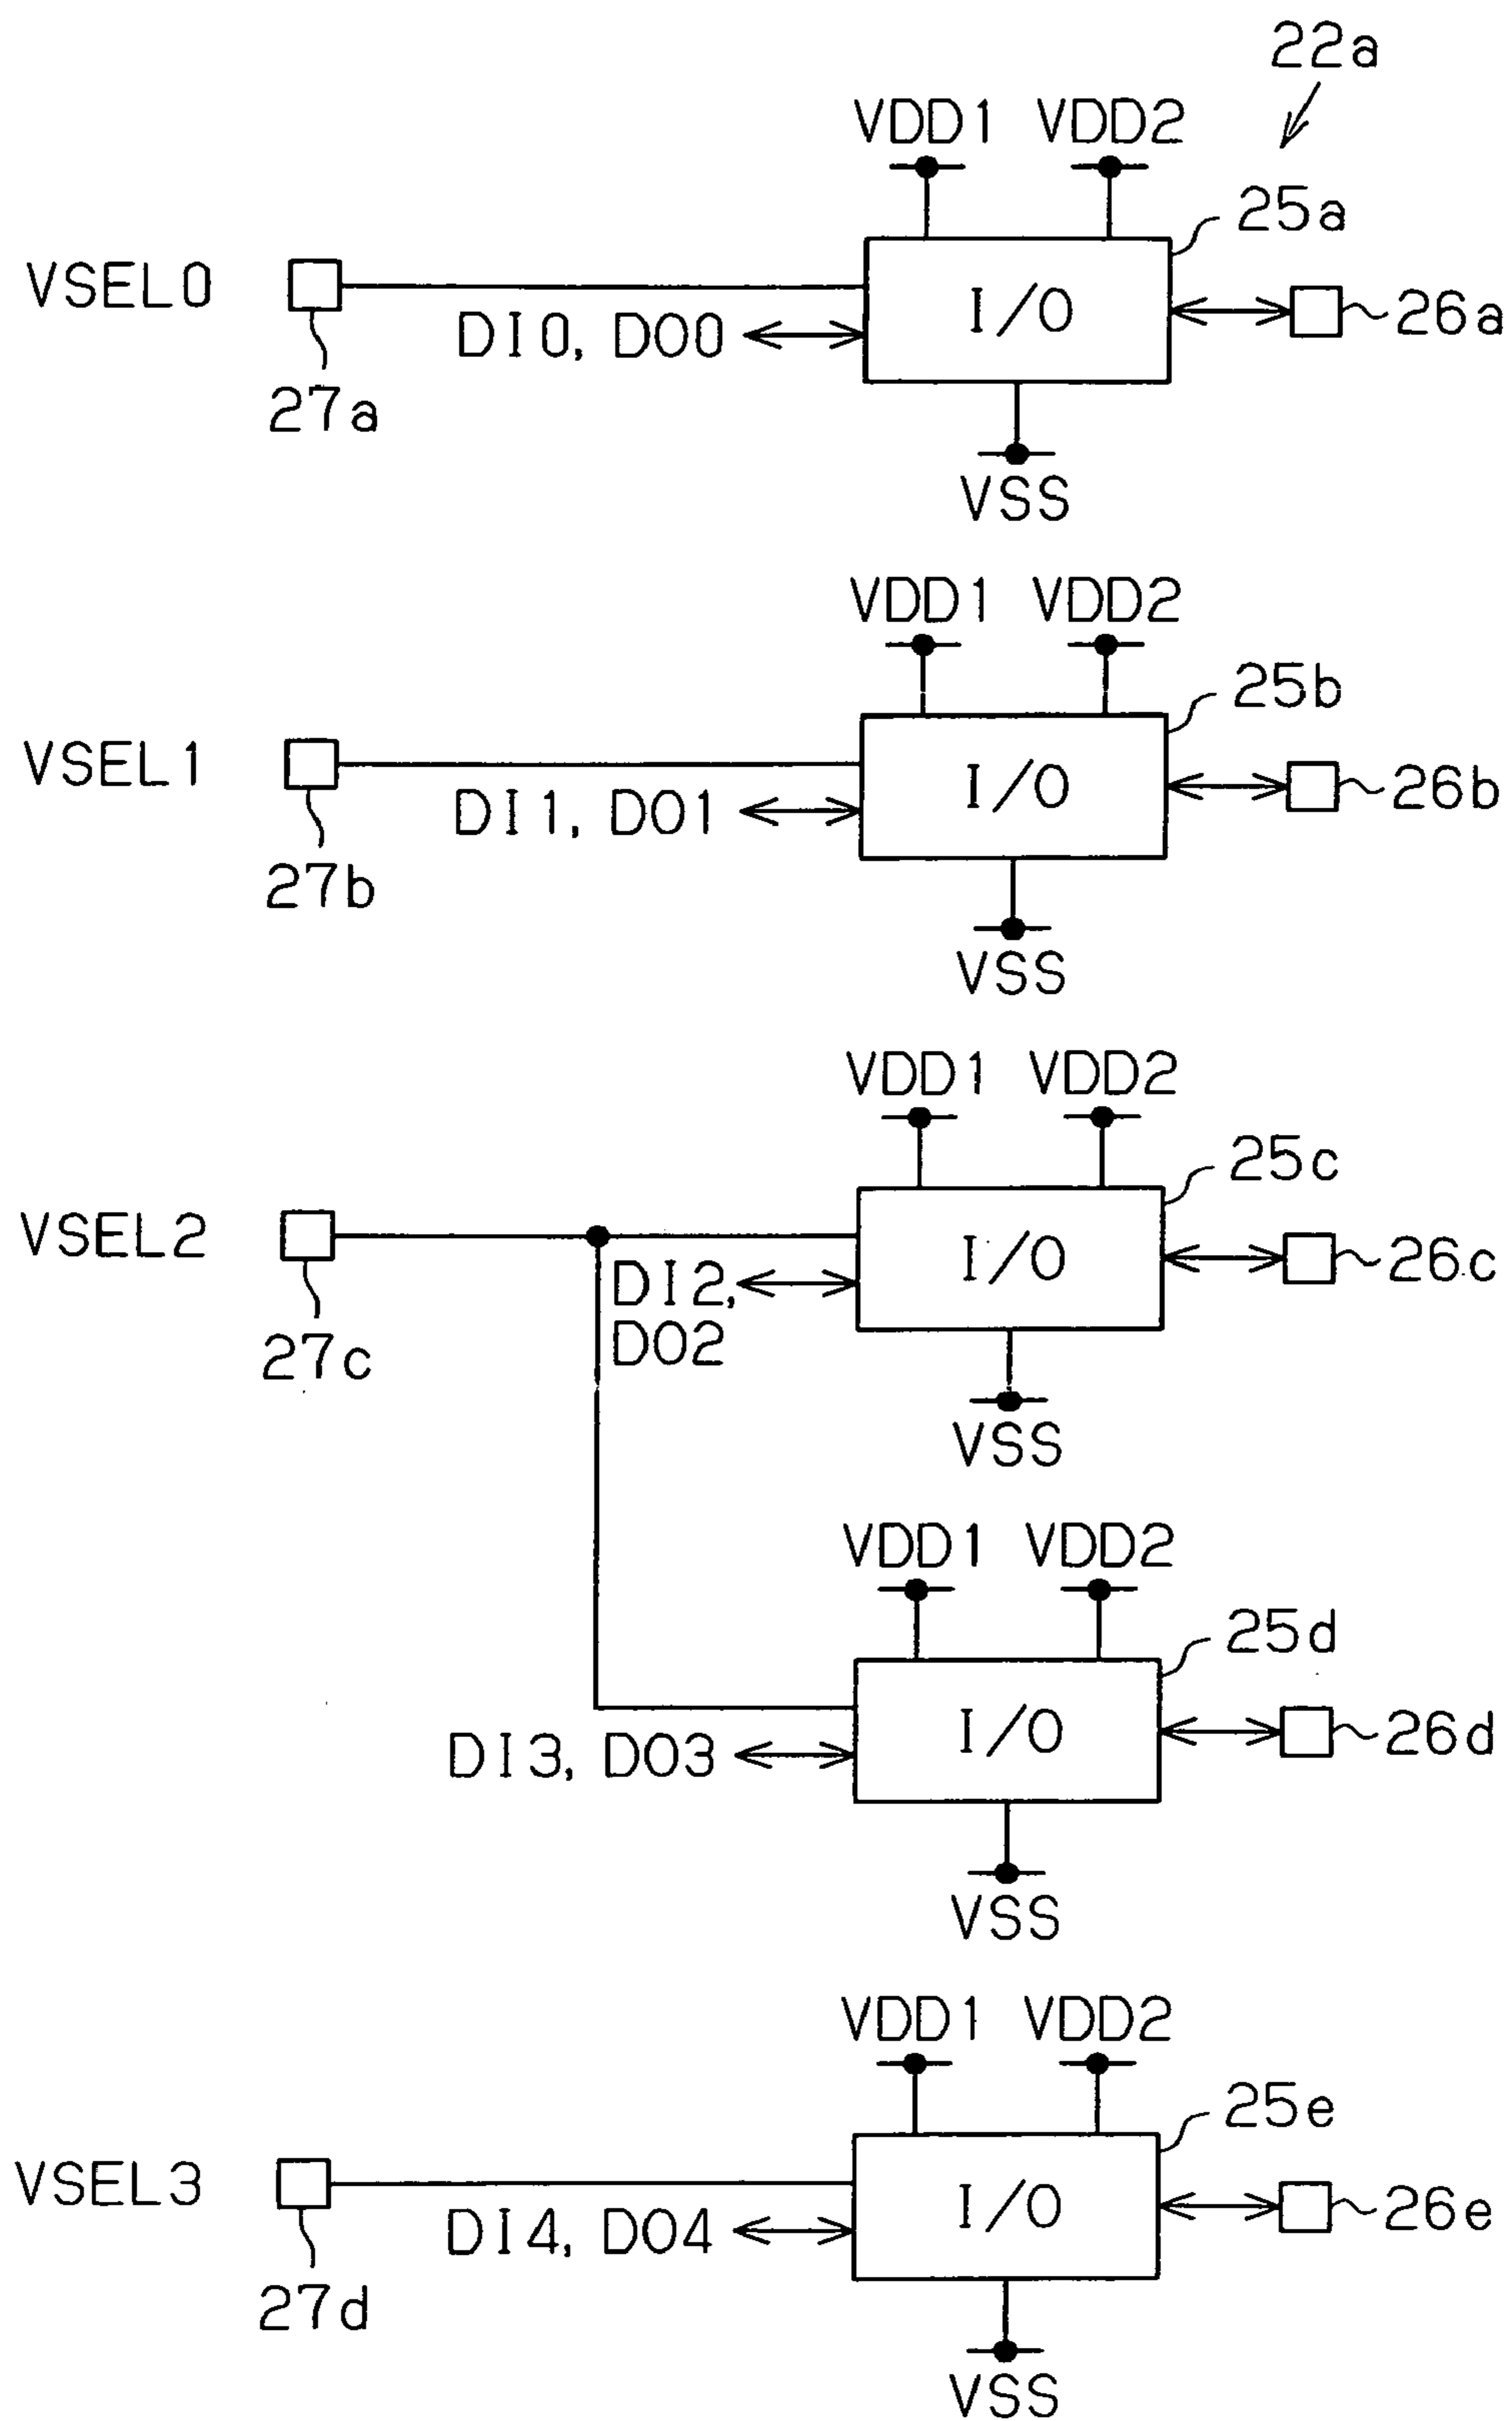 22a
VDD1 VDD2
25a
VSEL0
I/O
26a
DI0, DO0
27a
VSS
VDD1 VDD2
25b
VSEL1
I/O
26b
DI1, DO1
27b
VSS
VDD1 VDD2
25c
VSEL2
I/O
26c
DI2,
DO2
27c
VSS
VDD1 VDD2
25d
I/O
26d
DI3, DO3
VSS
VDD1 VDD2
25e
VSEL3
I/O
26e
DI4, DO4
27d
VSS